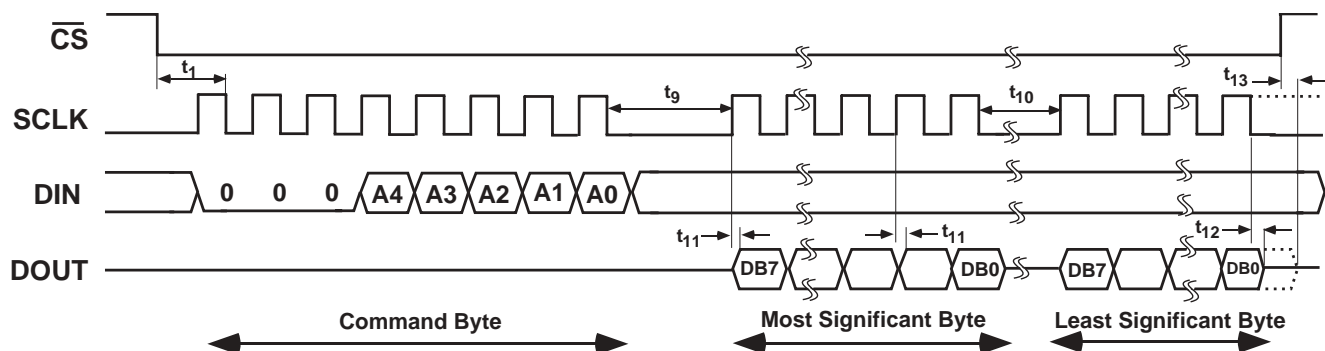 CS
t1
t13
SCLK
t9
t10
DIN
0 0 0 A4 A3 A2 A1 A0
t11
t11
t12
DOUT
DB7
DB0
DB7
DB0
Command Byte
Most Significant Byte
Least Significant Byte